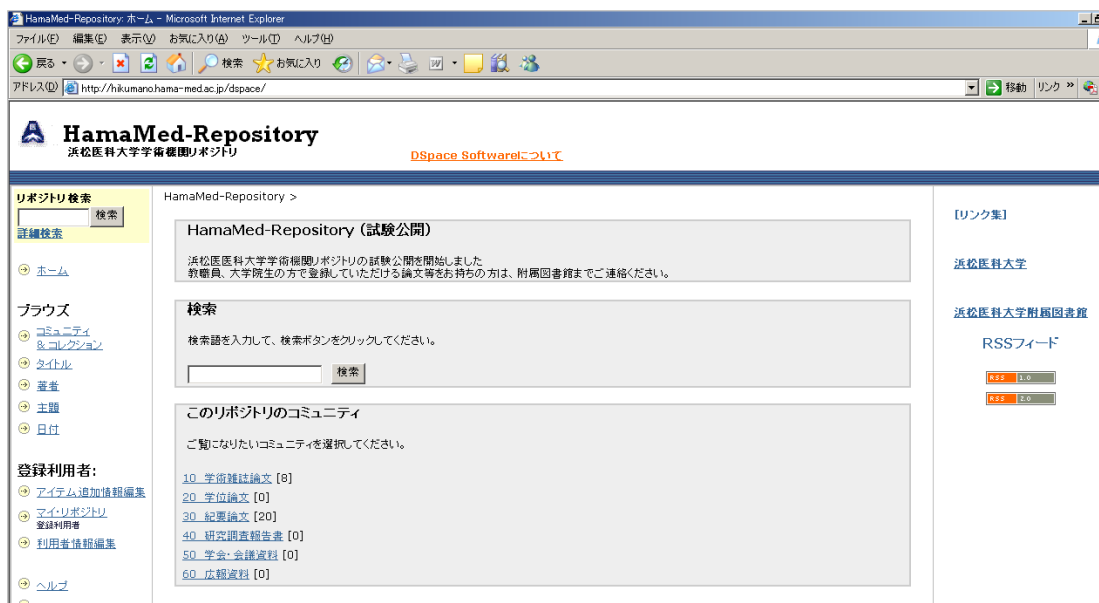 HamaMed-Repository: ホーム - Microsoft Internet Explorer
ファイル(F) 編集(E) 表示(V) お気に入り(A) ツール(T) ヘルプ(H)
戻る 検索 お気に入り
アドレス(D) http://hikumano.hama-med.ac.jp/dspace/ 移動 リンク »
HamaMed-Repository
浜松医科大学学術機関リポジトリ
DSpace Softwareについて
リポジトリ検索
検索
詳細検索
ホーム
ブラウズ
コミュニティ
& コレクション
タイトル
著者
主題
日付
登録利用者:
アイテム追加情報編集
マイ・リポジトリ
登録利用者
利用者情報編集
ヘルプ
HamaMed-Repository >
HamaMed-Repository (試験公開)
浜松医医科大学学術機関リポジトリの試験公開を開始しました
教職員、大学院生の方で登録していただける論文等をお持ちの方は、附属図書館までご連絡ください。
検索
検索語を入力して、検索ボタンをクリックしてください。
検索
このリポジトリのコミュニティ
ご覧になりたいコミュニティを選択してください。
10 学術雑誌論文 [8]
20 学位論文 [0]
30 紀要論文 [20]
40 研究調査報告書 [0]
50 学会・会議資料 [0]
60 広報資料 [0]
[リンク集]
浜松医科大学
浜松医科大学附属図書館
RSSフィード
RSS 1.0
RSS 2.0